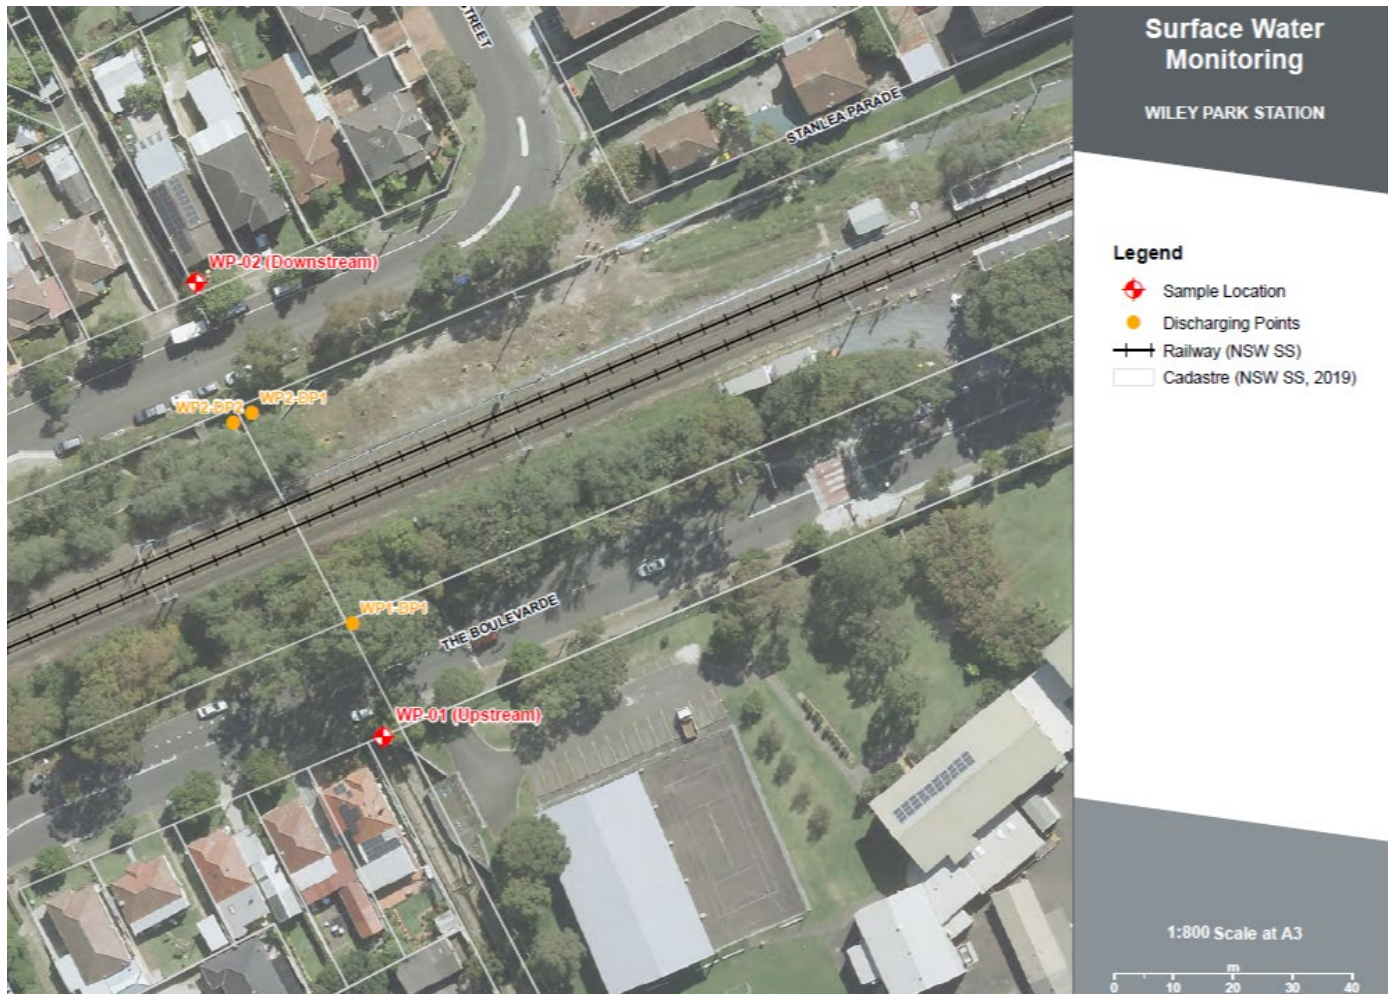 Surface Water
Monitoring
WILEY PARK STATION
STREET
STANLEA PARADE
WP-02 (Downstream)
WP2-DP2
WP2-DP1
WP1-DP1
THE BOULEVARDE
WP-01 (Upstream)
Legend
Sample Location
Discharging Points
Railway (NSW SS)
Cadastre (NSW SS, 2019)
1:800 Scale at A3
m
0 10 20 30 40